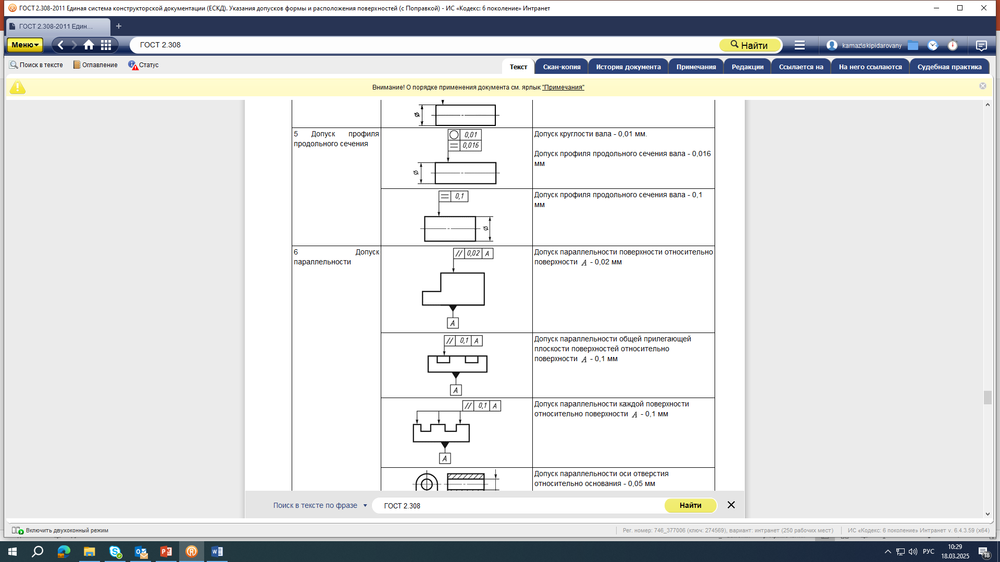 ГОСТ 2.308-2011 Единая система конструкторской документации (ЕСКД). Указания допусков формы и расположения поверхностей (с Поправкой) - ИС «Кодекс: 6 поколение» Интранет
ГОСТ 2.308-2011 Един...
Меню
ГОСТ 2.308
Найти
kamaz\skipidarovany
Поиск в тексте
Оглавление
Статус
Текст
Скан-копия
История документа
Примечания
Редакции
Ссылается на
На него ссылаются
Судебная практика
Внимание! О порядке применения документа см. ярлык "Примечания"
Ø
5 Допуск профиля
продольного сечения
0,01
0,016
Ø
Допуск круглости вала - 0,01 мм.
Допуск профиля продольного сечения вала - 0,016
мм
0,1
Ø
Допуск профиля продольного сечения вала - 0,1
мм
6 Допуск
параллельности
// 0,02 A
A
Допуск параллельности поверхности относительно
поверхности A - 0,02 мм
// 0,1 A
A
Допуск параллельности общей прилегающей
плоскости поверхностей относительно
поверхности A - 0,1 мм
// 0,1 A
A
Допуск параллельности каждой поверхности
относительно поверхности A - 0,1 мм
Допуск параллельности оси отверстия
относительно основания - 0,05 мм
Поиск в тексте по фразе
ГОСТ 2.308
Найти
Включить двухоконный режим
Рег. номер: 746_377006 (ключ: 274569), вариант: интранет (250 рабочих мест)
ИС «Кодекс: 6 поколение» Интранет v. 6.4.3.59 (x64)
РУС
10:29
18.03.2025
18